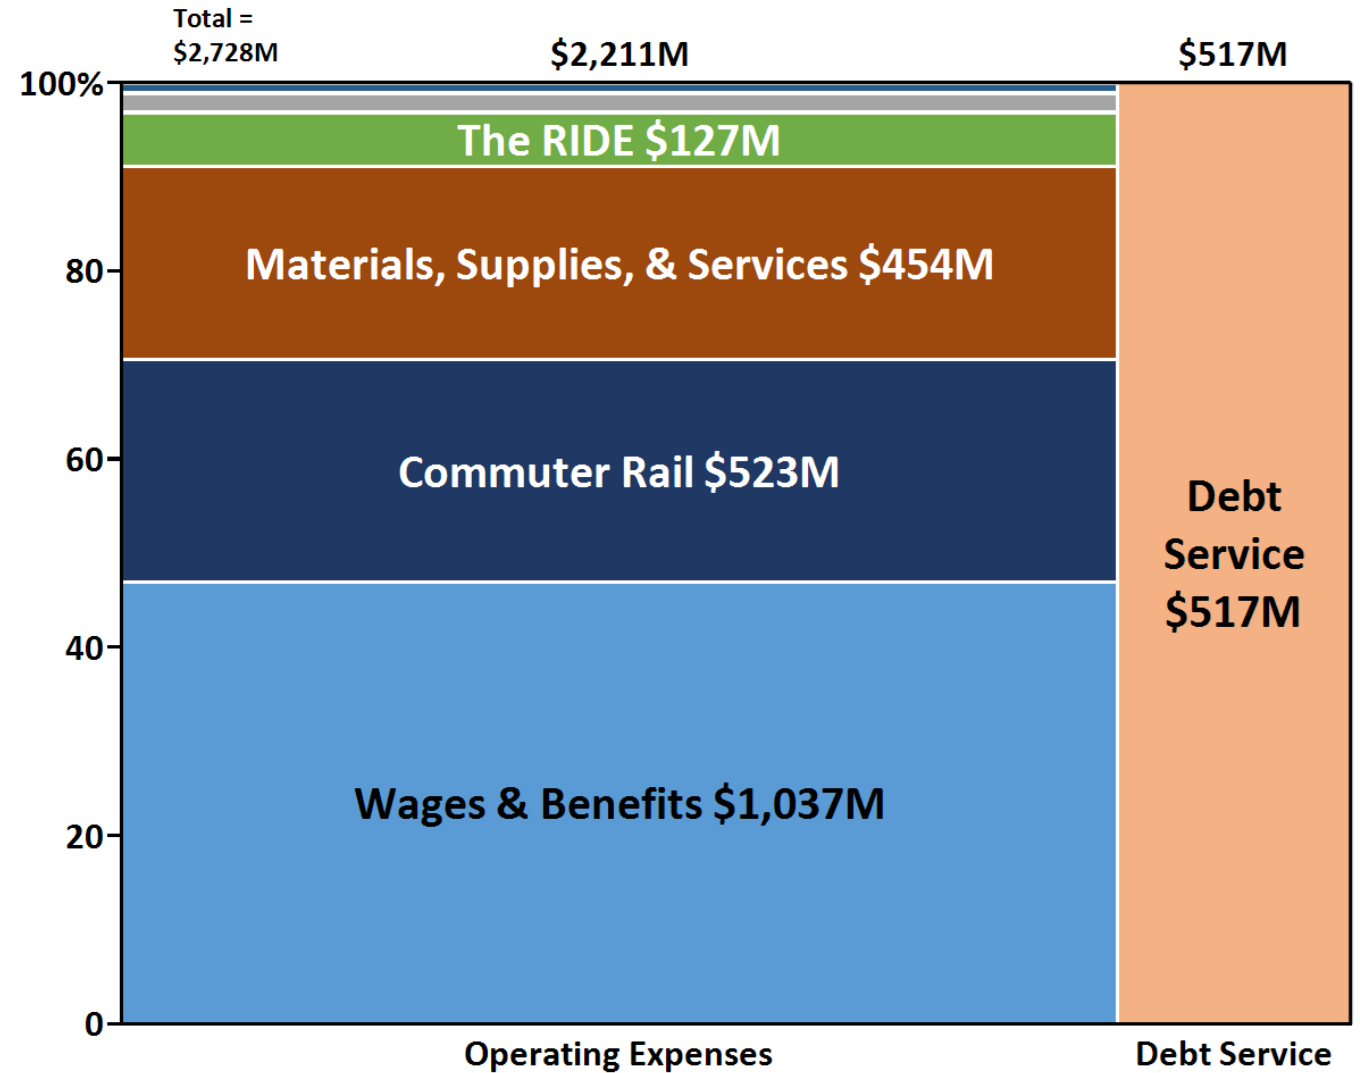 Total =
$2,728M
$2,211M
$517M
100%
The RIDE $127M
80
Materials, Supplies, & Services $454M
60
Commuter Rail $523M
Debt
Service
$517M
40
Wages & Benefits $1,037M
20
0
Operating Expenses
Debt Service